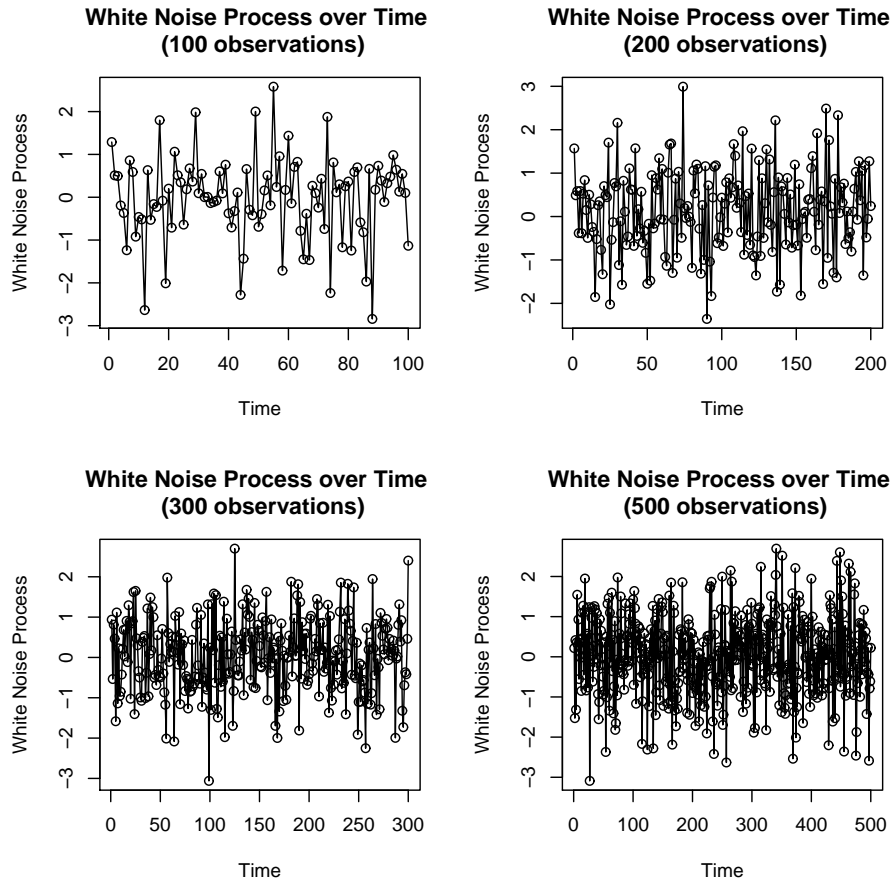 White Noise Process over Time
(100 observations)
White Noise Process
2
1
0
−1
−2
−3
0 20 40 60 80 100
Time
White Noise Process over Time
(200 observations)
White Noise Process
3
2
1
0
−2
0 50 100 150 200
Time
White Noise Process over Time
(300 observations)
White Noise Process
2
1
0
−1
−2
−3
0 50 100 150 200 250 300
Time
White Noise Process over Time
(500 observations)
White Noise Process
2
1
0
−1
−2
−3
0 100 200 300 400 500
Time